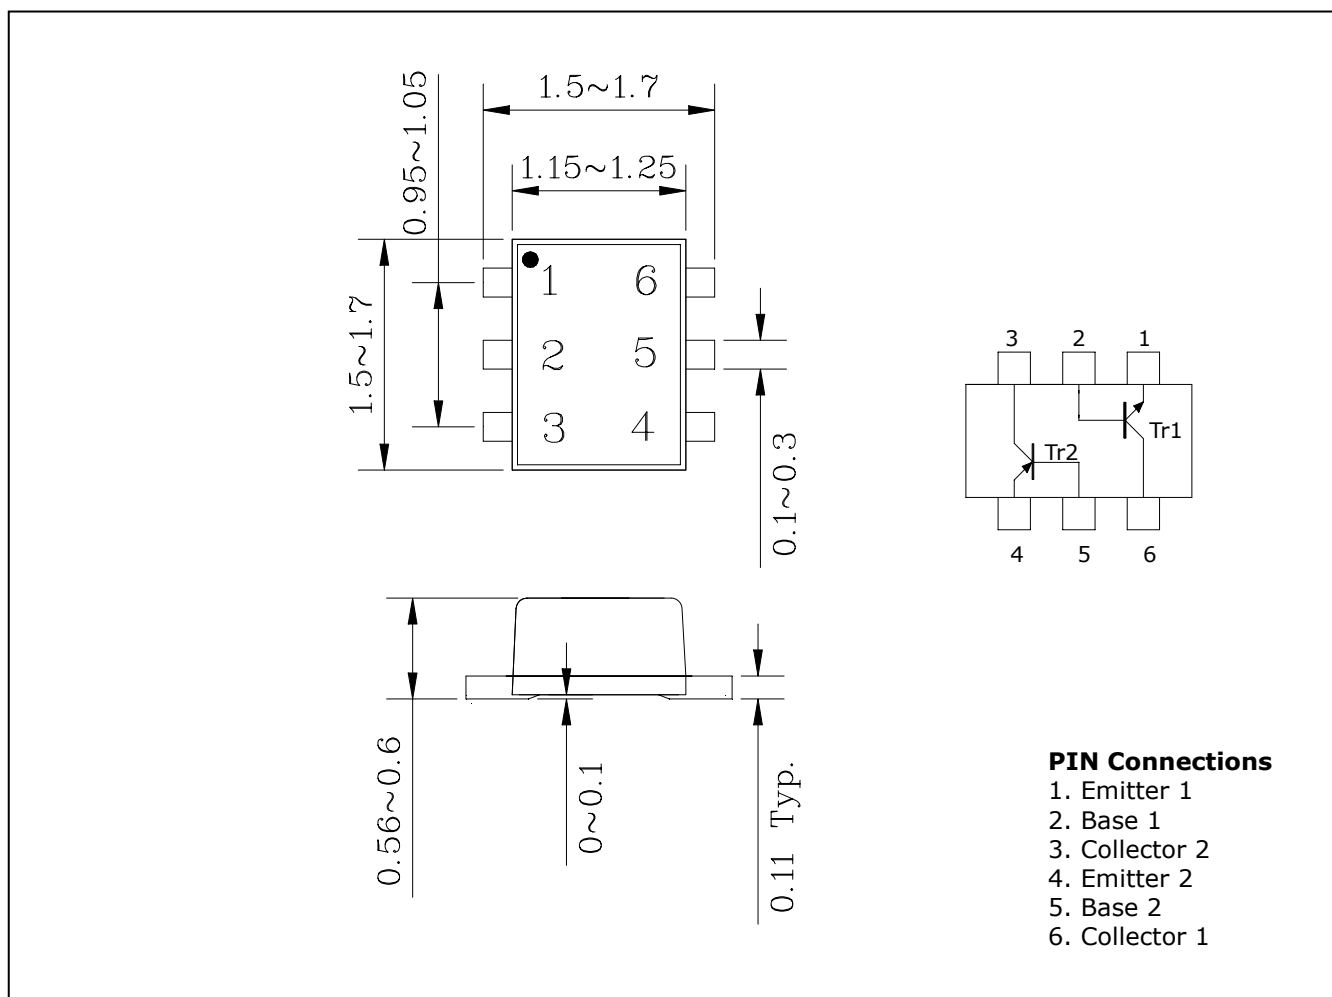 1.5~1.7
0.95~1.05
1.15~1.25
1 6
2 5
3 4
1.5~1.7
0.1~0.3
3 2 1
Tr1
Tr2
4 5 6
0.56~0.6
0~0.1
0.11 Typ.
PIN Connections
1. Emitter 1
2. Base 1
3. Collector 2
4. Emitter 2
5. Base 2
6. Collector 1